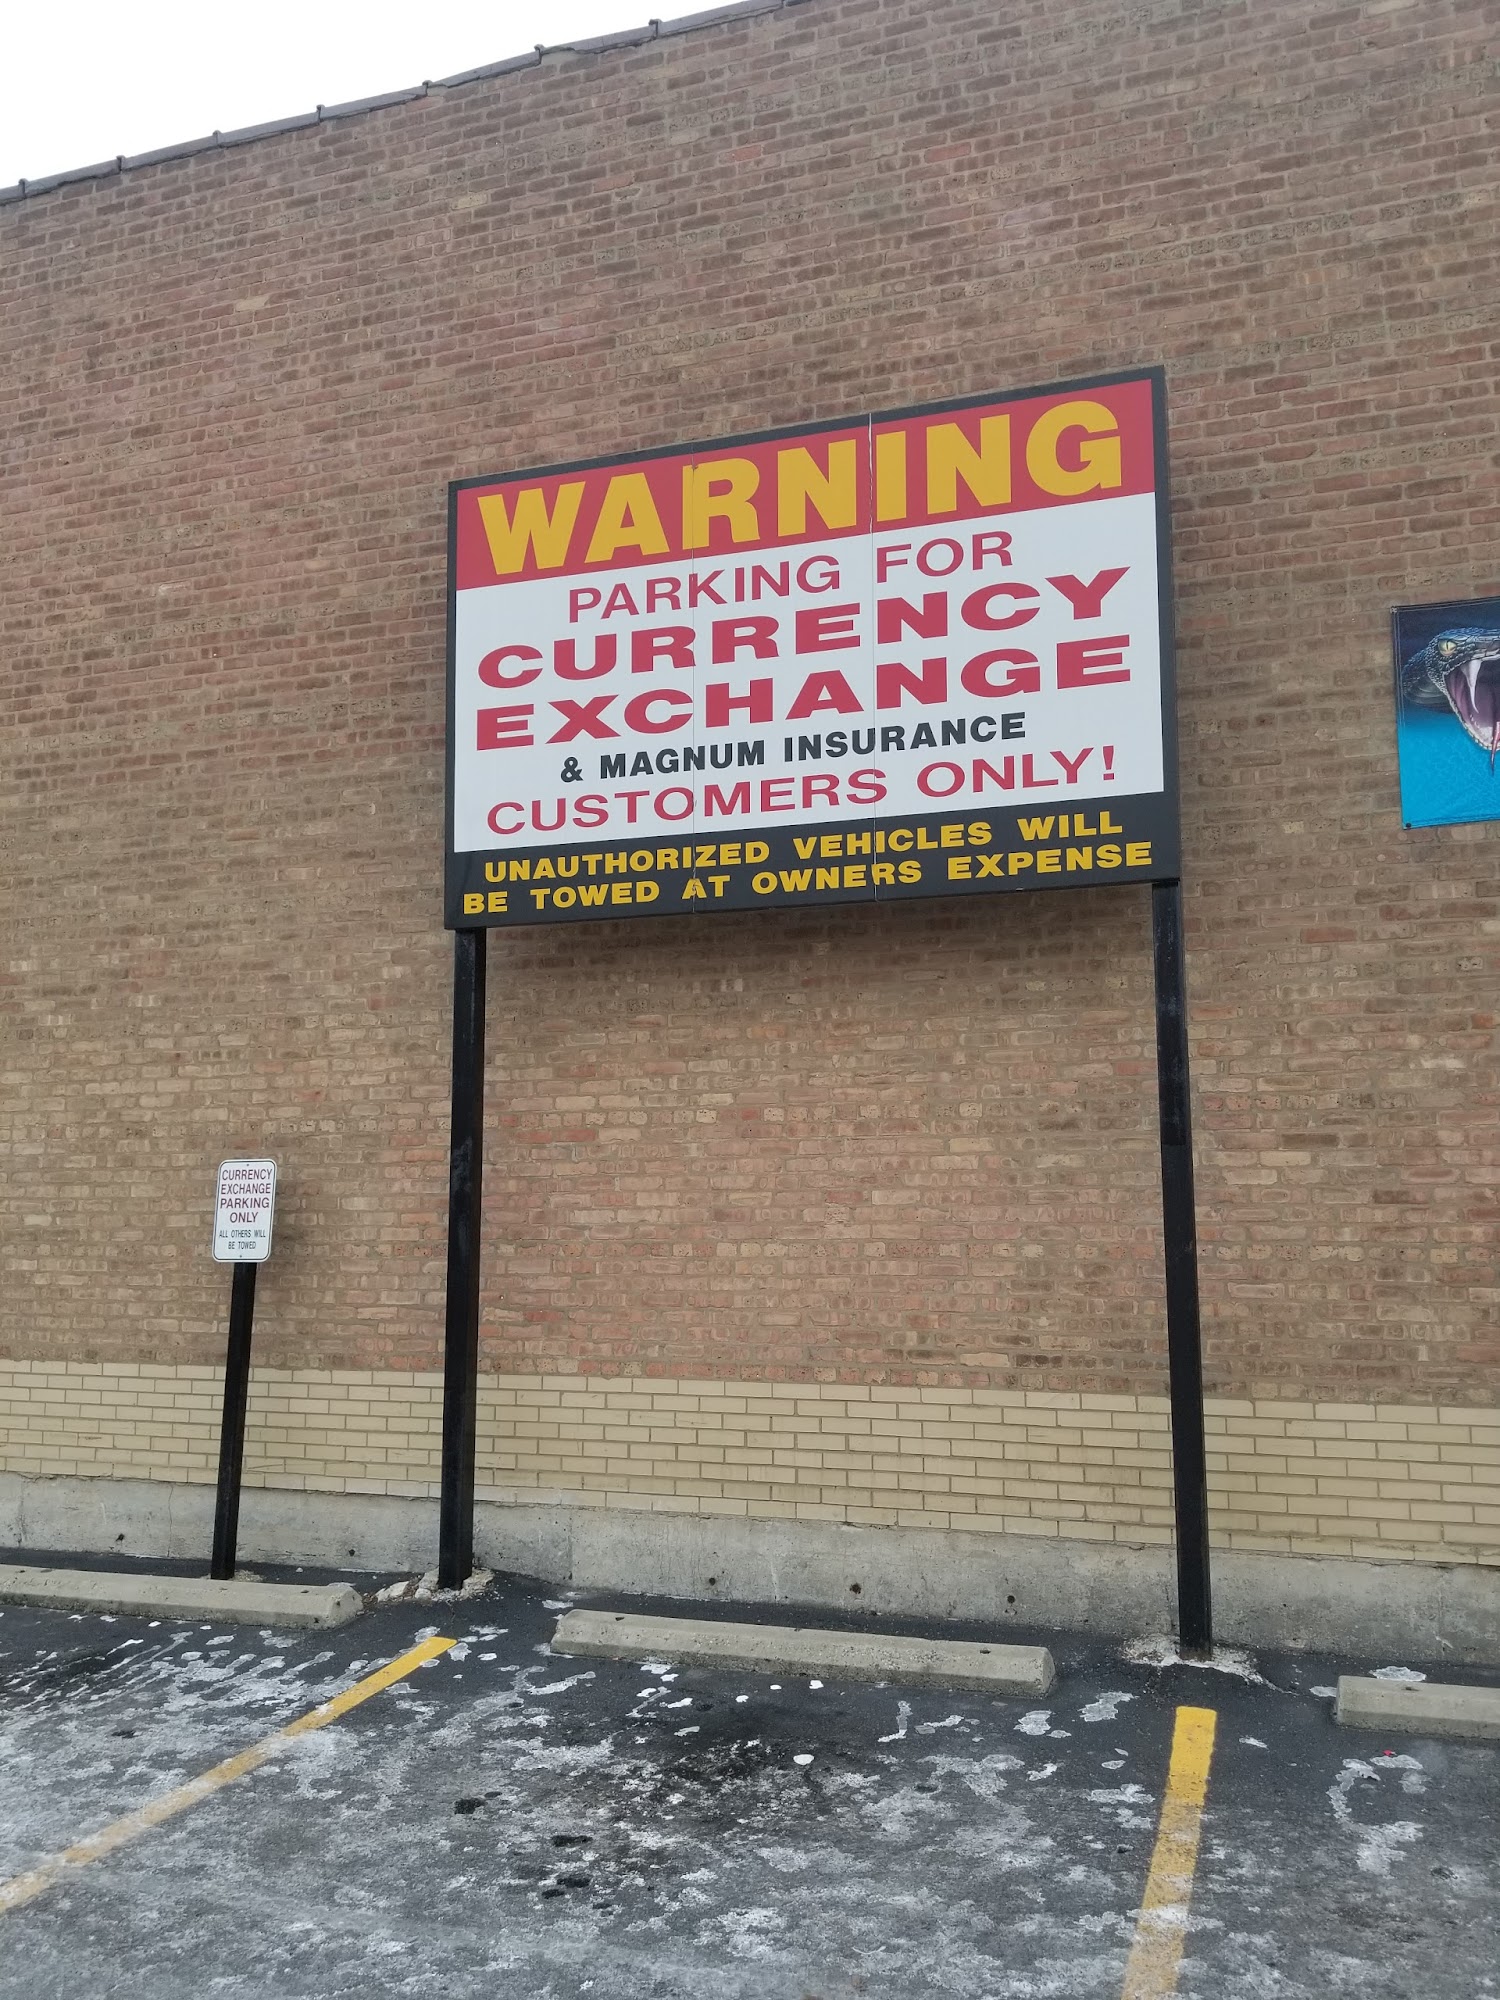 WARNING
PARKING FOR
CURRENCY
EXCHANGE
& MAGNUM INSURANCE
CUSTOMERS ONLY!
UNAUTHORIZED VEHICLES WILL
BE TOWED AT OWNERS EXPENSE
CURRENCY
EXCHANGE
PARKING
ONLY
ALL OTHERS WILL
BE TOWED